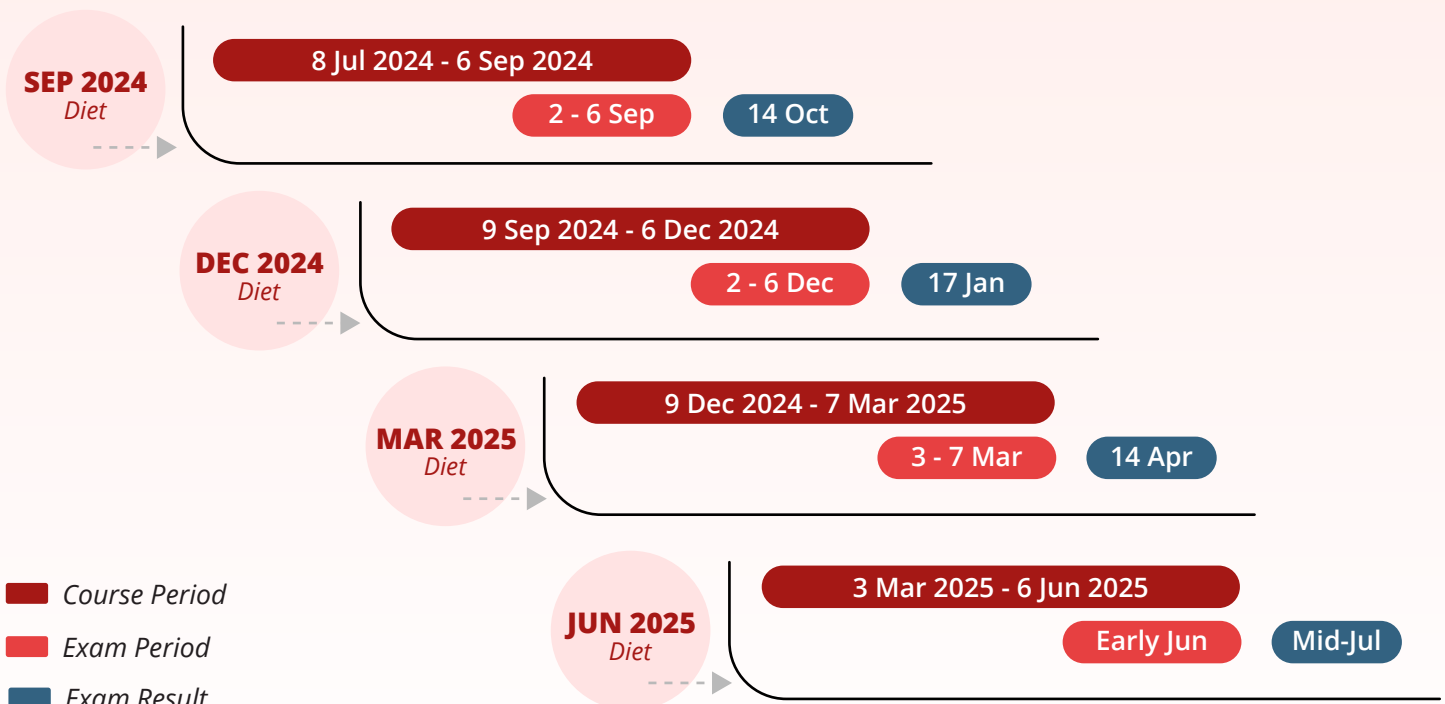 SEP 2024
Diet
8 Jul 2024 - 6 Sep 2024
2 - 6 Sep
14 Oct
DEC 2024
Diet
9 Sep 2024 - 6 Dec 2024
2 - 6 Dec
17 Jan
MAR 2025
Diet
9 Dec 2024 - 7 Mar 2025
3 - 7 Mar
14 Apr
JUN 2025
Diet
3 Mar 2025 - 6 Jun 2025
Early Jun
Mid-Jul
Course Period
Exam Period
Exam Result